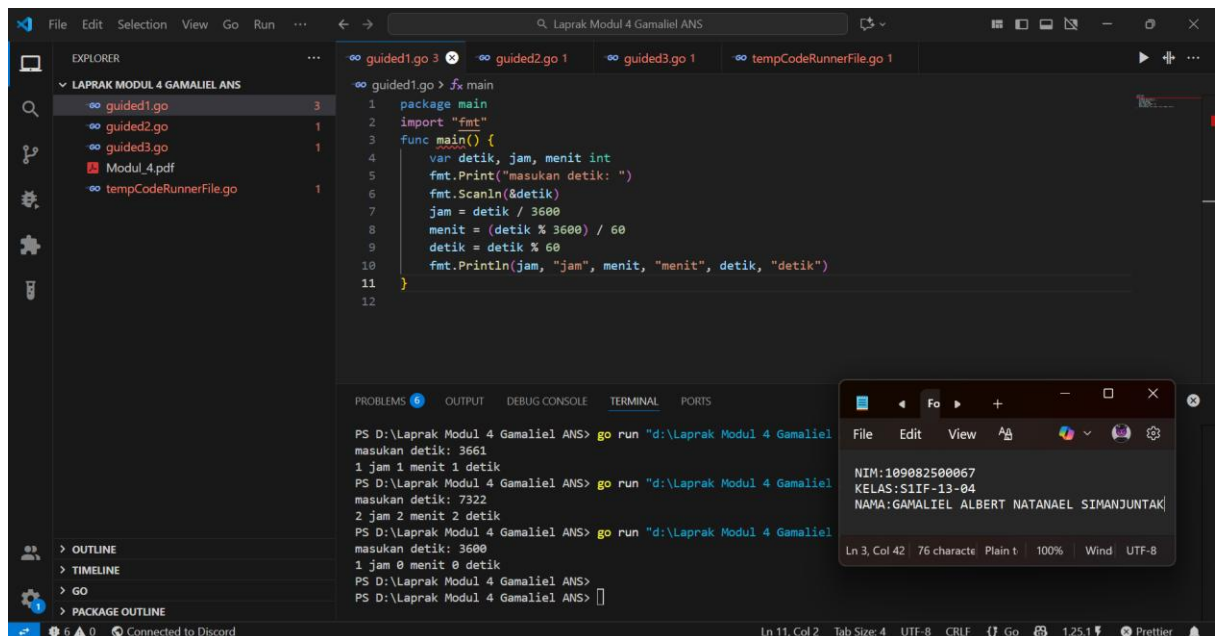 File Edit Selection View Go Run ...
Laprak Modul 4 Gamaliel ANS
EXPLORER
LAPRAK MODUL 4 GAMALIEL ANS
guided1.go 3
guided2.go 1
guided3.go 1
Modul_4.pdf
tempCodeRunnerFile.go 1
OUTLINE
TIMELINE
GO
PACKAGE OUTLINE
guided1.go 3 guided2.go 1 guided3.go 1 tempCodeRunnerFile.go 1
guided1.go > main
1 package main
2 import "fmt"
3 func main() {
4 var detik, jam, menit int
5 fmt.Print("masukan detik: ")
6 fmt.Scanln(&detik)
7 jam = detik / 3600
8 menit = (detik % 3600) / 60
9 detik = detik % 60
10 fmt.Println(jam, "jam", menit, "menit", detik, "detik")
11 }
12
PROBLEMS 6 OUTPUT DEBUG CONSOLE TERMINAL PORTS
PS D:\Laprak Modul 4 Gamaliel ANS> go run "d:\Laprak Modul 4 Gamaliel
masukan detik: 3661
1 jam 1 menit 1 detik
PS D:\Laprak Modul 4 Gamaliel ANS> go run "d:\Laprak Modul 4 Gamaliel
masukan detik: 7322
2 jam 2 menit 2 detik
PS D:\Laprak Modul 4 Gamaliel ANS> go run "d:\Laprak Modul 4 Gamaliel
masukan detik: 3600
1 jam 0 menit 0 detik
PS D:\Laprak Modul 4 Gamaliel ANS>
PS D:\Laprak Modul 4 Gamaliel ANS>
Fo
File Edit View
NIM:109082500067
KELAS:S1IF-13-04
NAMA:GAMALIEL ALBERT NATANAEL SIMANJUNTAK
Ln 3, Col 42 76 characte Plain t 100% Wind UTF-8
6 0 Connected to Discord Ln 11, Col 2 Tab Size: 4 UTF-8 CRLF Go 1.25.1 Prettier